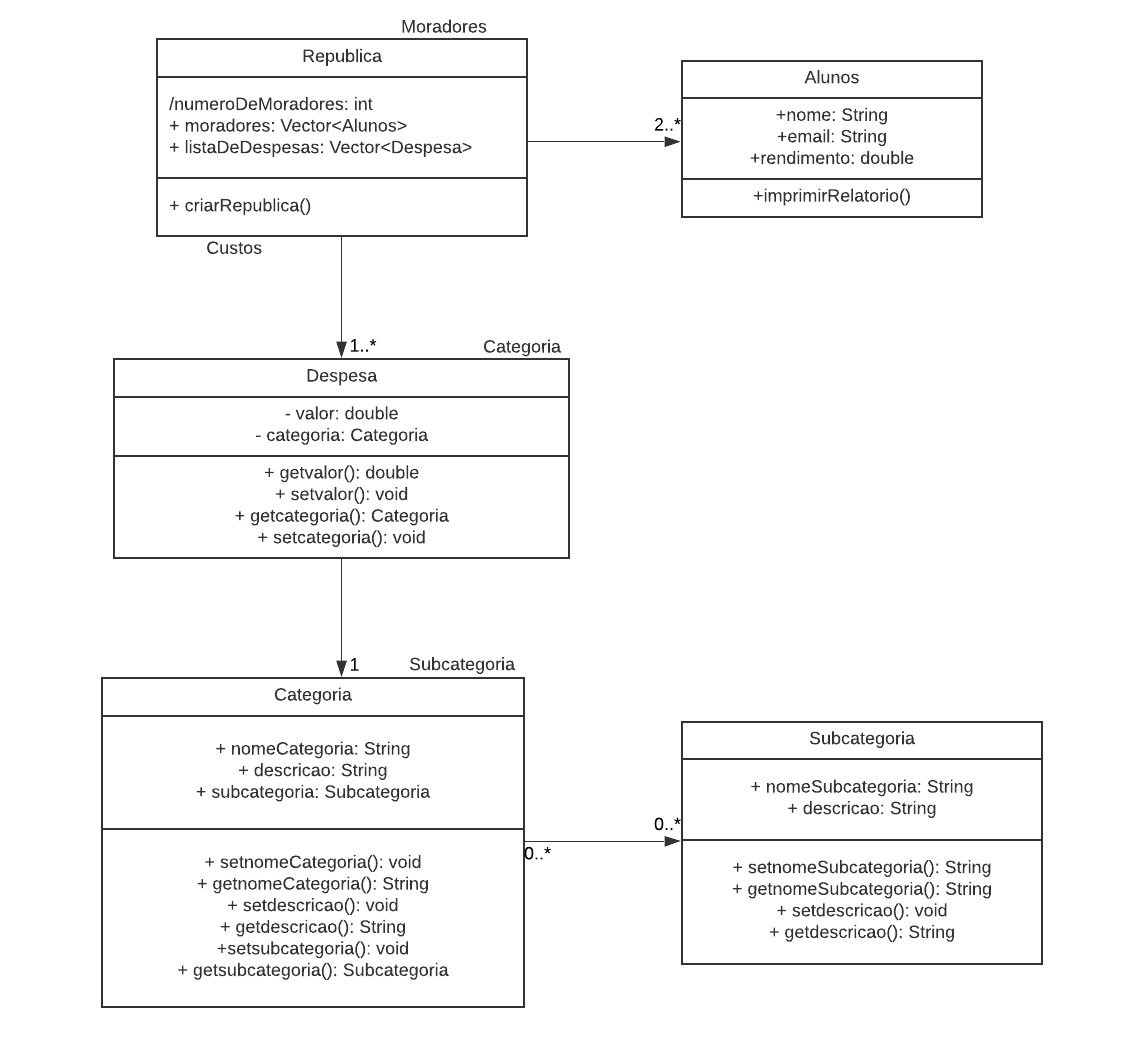 Moradores
Republica
/numeroDeMoradores: int
+ moradores: Vector<Alunos>
+ listaDeDespesas: Vector<Despesa>
+ criarRepublica()
Custos
2..*
Alunos
+nome: String
+email: String
+rendimento: double
+imprimirRelatorio()
1..*
Categoria
Despesa
- valor: double
- categoria: Categoria
+ getvalor(): double
+ setvalor(): void
+ getcategoria(): Categoria
+ setcategoria(): void
1
Subcategoria
Categoria
+ nomeCategoria: String
+ descricao: String
+ subcategoria: Subcategoria
+ setnomeCategoria(): void
+ getnomeCategoria(): String
+ setdescricao(): void
+ getdescricao(): String
+setsubcategoria(): void
+ getsubcategoria(): Subcategoria
0..*
0..*
Subcategoria
+ nomeSubcategoria: String
+ descricao: String
+ setnomeSubcategoria(): String
+ getnomeSubcategoria(): String
+ setdescricao(): void
+ getdescricao(): String